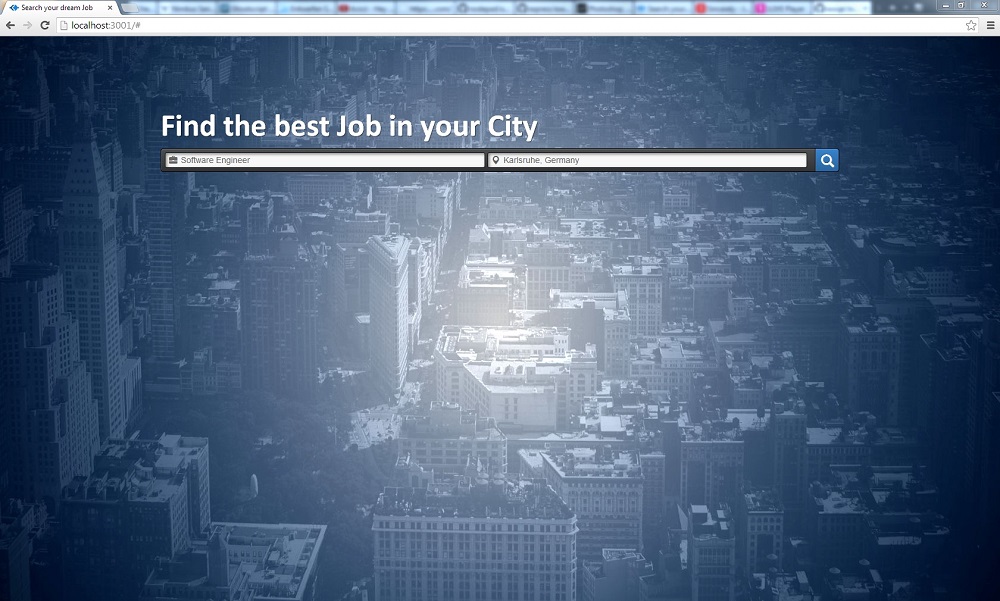 Search your dream Job
localhost:3001/#
Find the best Job in your City
Software Engineer
Karlsruhe, Germany